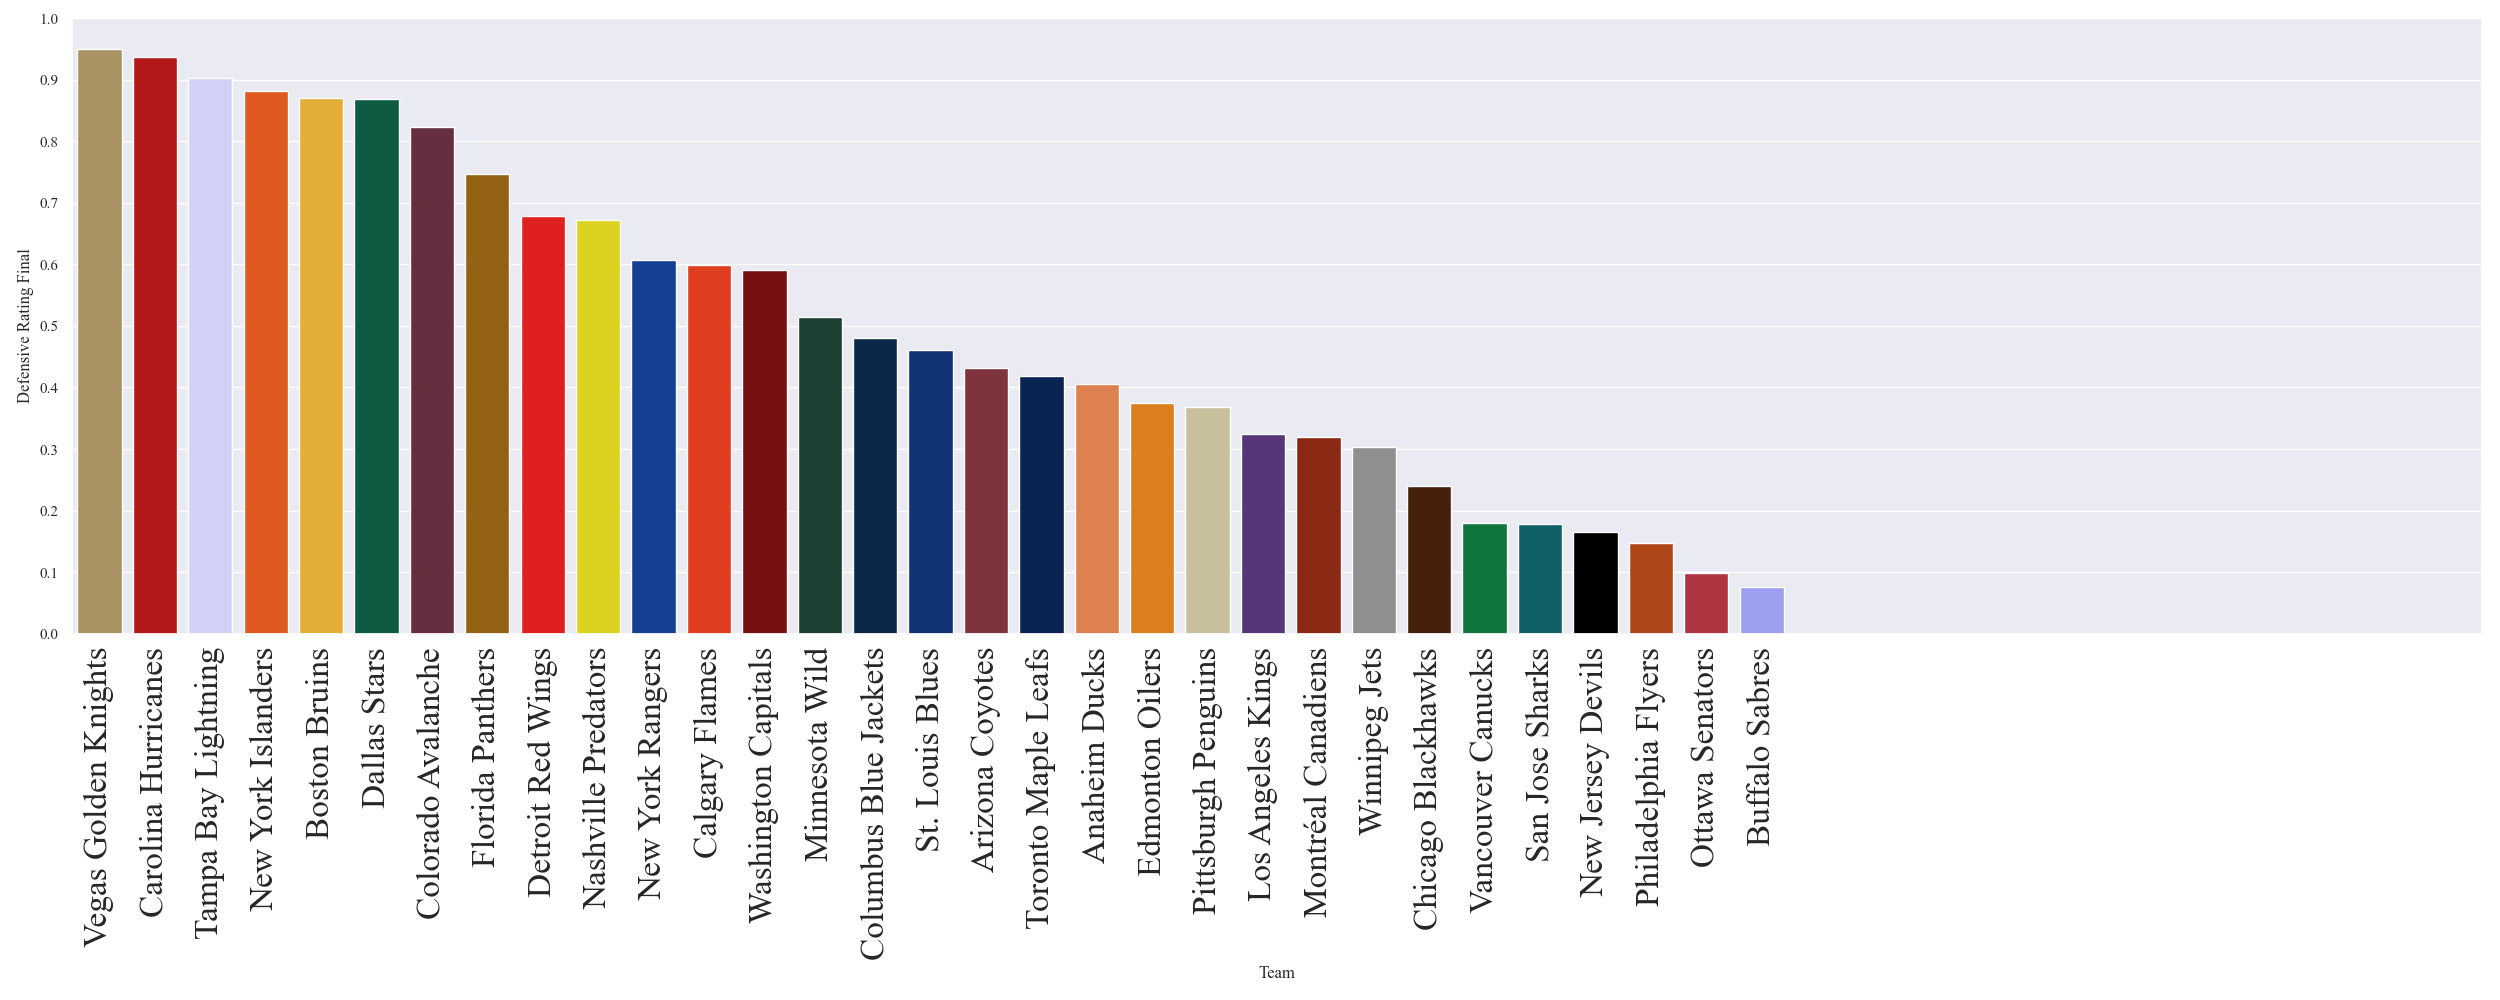 1.0
0.9
0.8
0.7
0.6
0.5
0.4
0.3
0.2
0.1
0.0
Defensive Rating Final
Vegas Golden Knights
Carolina Hurricanes
Tampa Bay Lightning
New York Islanders
Boston Bruins
Dallas Stars
Colorado Avalanche
Florida Panthers
Detroit Red Wings
Nashville Predators
New York Rangers
Calgary Flames
Washington Capitals
Minnesota Wild
Columbus Blue Jackets
St. Louis Blues
Arizona Coyotes
Toronto Maple Leafs
Anaheim Ducks
Edmonton Oilers
Pittsburgh Penguins
Los Angeles Kings
Montréal Canadiens
Winnipeg Jets
Chicago Blackhawks
Vancouver Canucks
San Jose Sharks
New Jersey Devils
Philadelphia Flyers
Ottawa Senators
Buffalo Sabres
Team